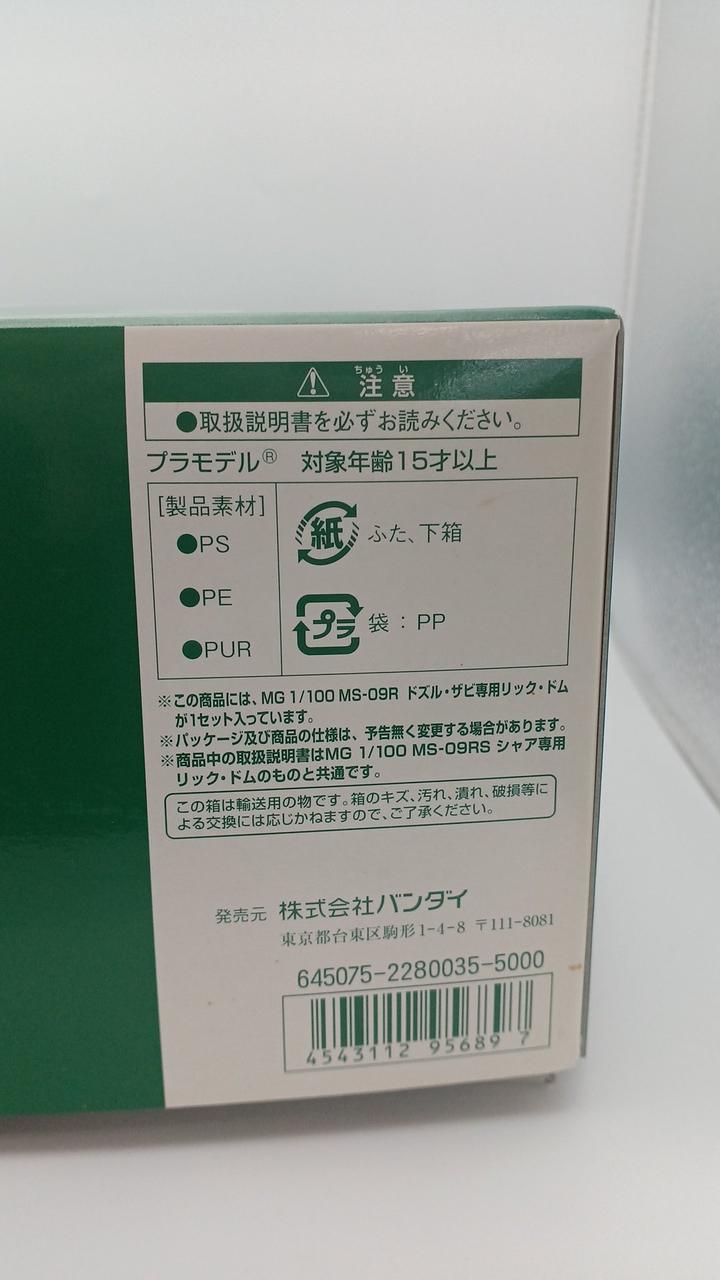 ちゅう い
⚠ 注意
●取扱説明書を必ずお読みください。
プラモデル® 対象年齢15才以上
[製品素材]
●PS
●PE
●PUR
紙 ふた、下箱
プラ 袋：PP
※この商品には、MG 1/100 MS-09R ドズル・ザビ専用リック・ドム
が1セット入っています。
※パッケージ及び商品の仕様は、予告無く変更する場合があります。
※商品中の取扱説明書はMG 1/100 MS-09RS シャア専用
リック・ドムのものと共通です。
この箱は輸送用の物です。箱のキズ、汚れ、潰れ、破損等に
よる交換には応じかねますので、ご了承ください。
発売元 株式会社バンダイ
東京都台東区駒形1-4-8 〒111-8081
645075-2280035-5000
4543112 95689 7